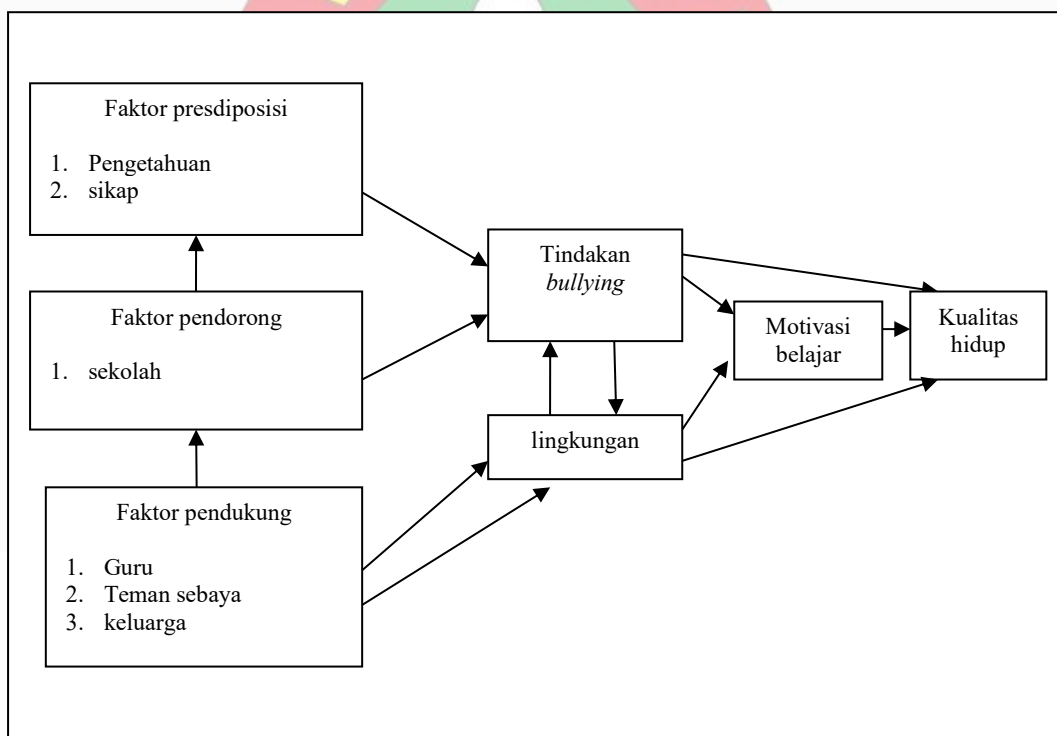 Faktor presdiposisi
1. Pengetahuan
2. sikap
Faktor pendorong
1. sekolah
Faktor pendukung
1. Guru
2. Teman sebaya
3. keluarga
Tindakan
bullying
lingkungan
Motivasi
belajar
Kualitas
hidup